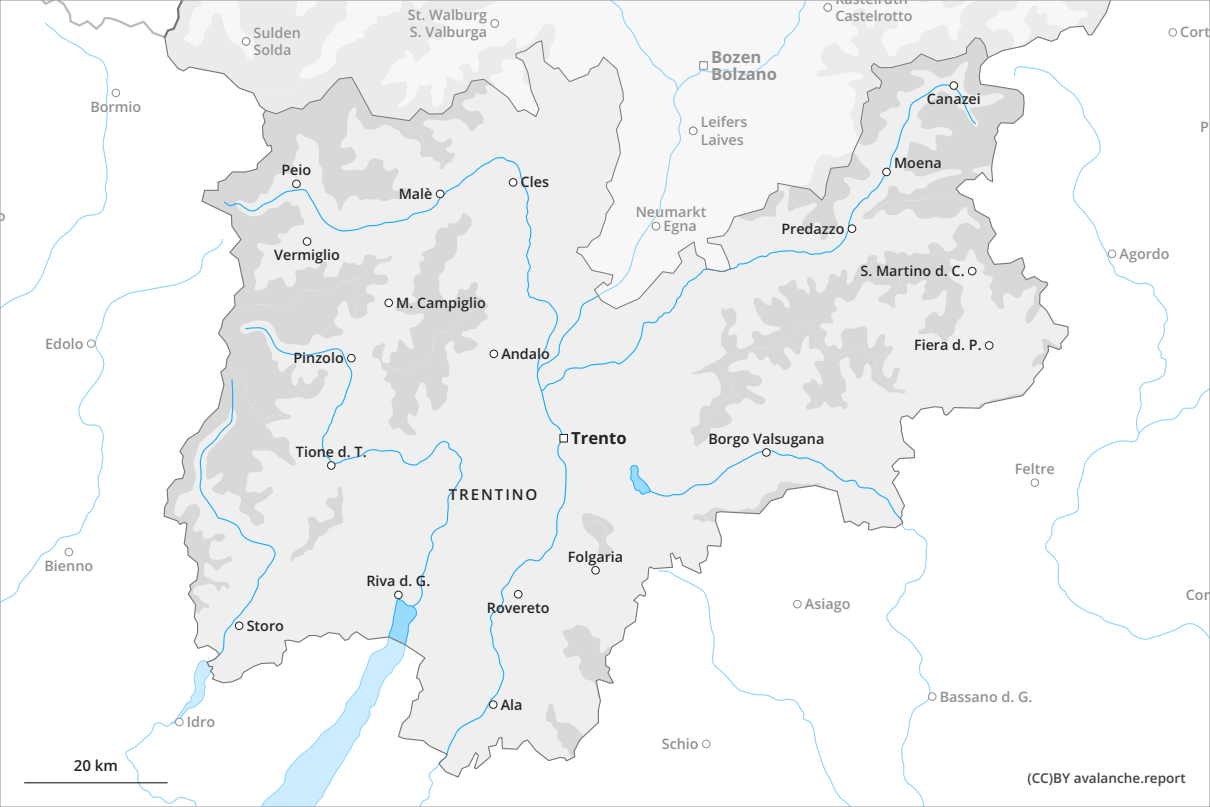 Kastelruth
Castelrotto
St. Walburg
S. Valburga
Sulden
Solda
Cort
Bozen
Bolzano
Bormio
Canazei
Leifers
Laives
P
Moena
Peio
Malè
Cles
Neumarkt
Egna
Predazzo
Vermiglio
Agordo
S. Martino d. C.
M. Campiglio
Edolo
Pinzolo
Andalo
Fiera d. P.
Trento
Borgo Valsugana
Tione d. T.
Feltre
TRENTINO
Bienno
Folgaria
Riva d. G.
Cor
Rovereto
Asiago
Storo
Bassano d. G.
Ala
Idro
Schio
20 km
(CC)BY avalanche.report